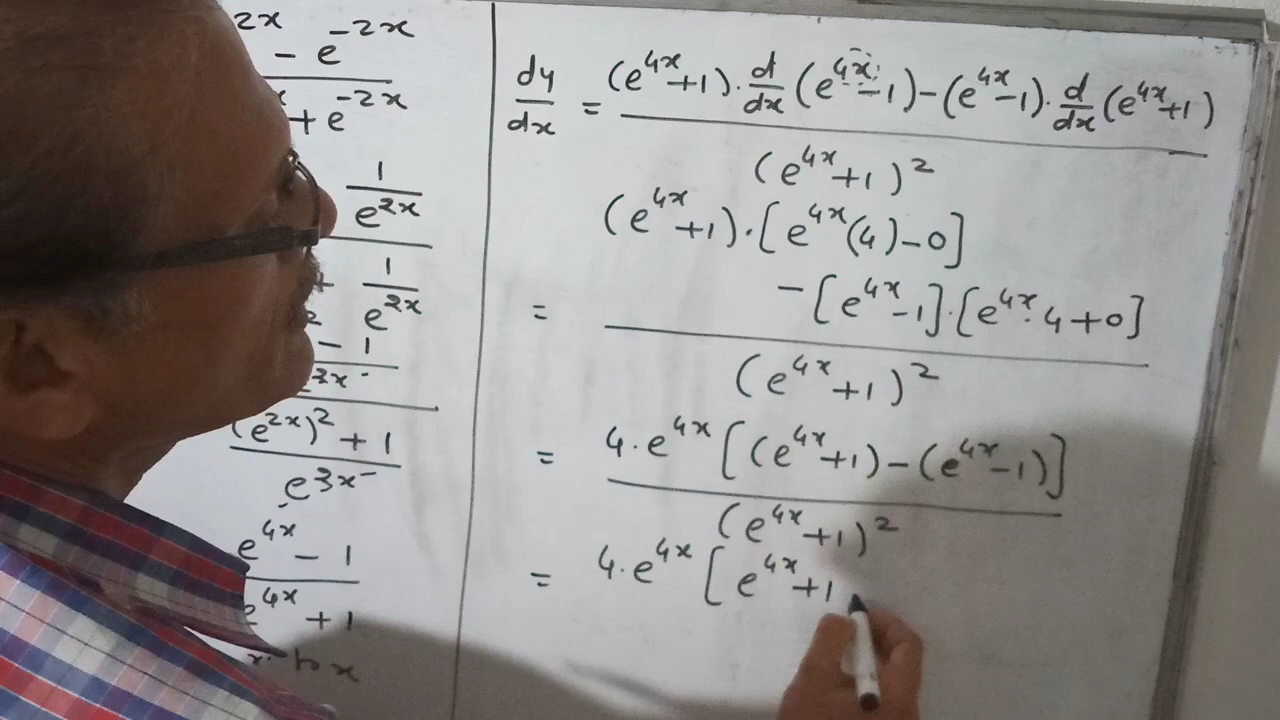 2x - e^-2x
+ e^-2x
1
e^2x
+ 1
e^2x
- 1
(e^2x)^2 + 1
e^4x - 1
e^4x + 1
to x
dy/dx = (e^4x + 1) . d/dx (e^4x - 1) - (e^4x - 1) . d/dx (e^4x + 1)
(e^4x + 1)^2
(e^4x + 1) . [e^4x (4) - 0]
= - [e^4x - 1] . [e^4x . 4 + 0]
(e^4x + 1)^2
= 4 . e^4x [(e^4x + 1) - (e^4x - 1)]
(e^4x + 1)^2
= 4 . e^4x [e^4x + 1